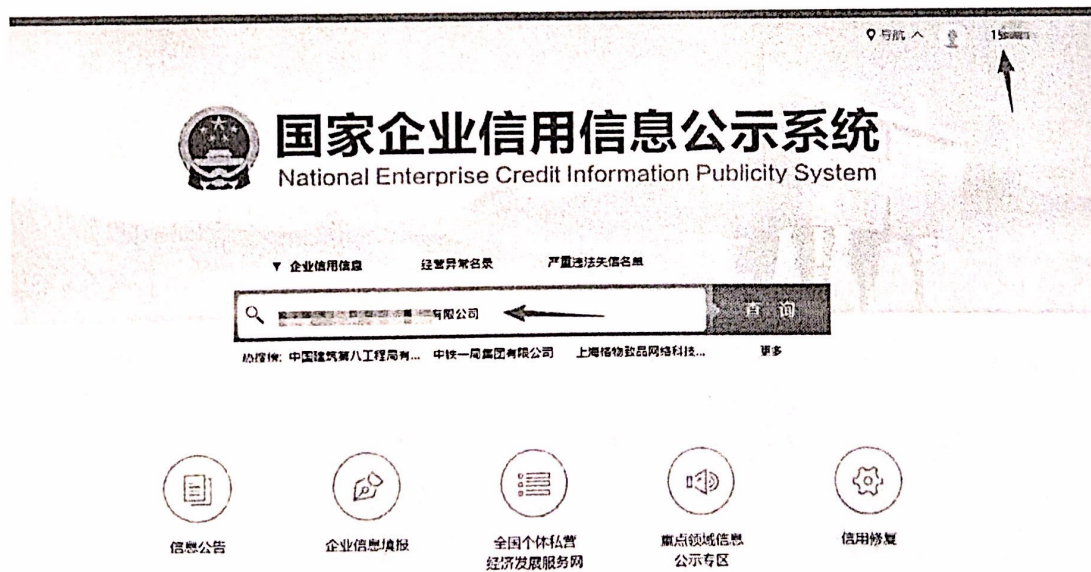 导航
国家企业信用信息公示系统
National Enterprise Credit Information Publicity System
企业信用信息 经营异常名录 严重违法失信名单
有限公司 查询
热搜榜: 中国建筑第八工程局有... 中铁一局集团有限公司 上海格物致品网络科技... 更多
信息公告 企业信息填报 全国个体私营 重点领域信息 信用修复
经济发展服务网 公示专区